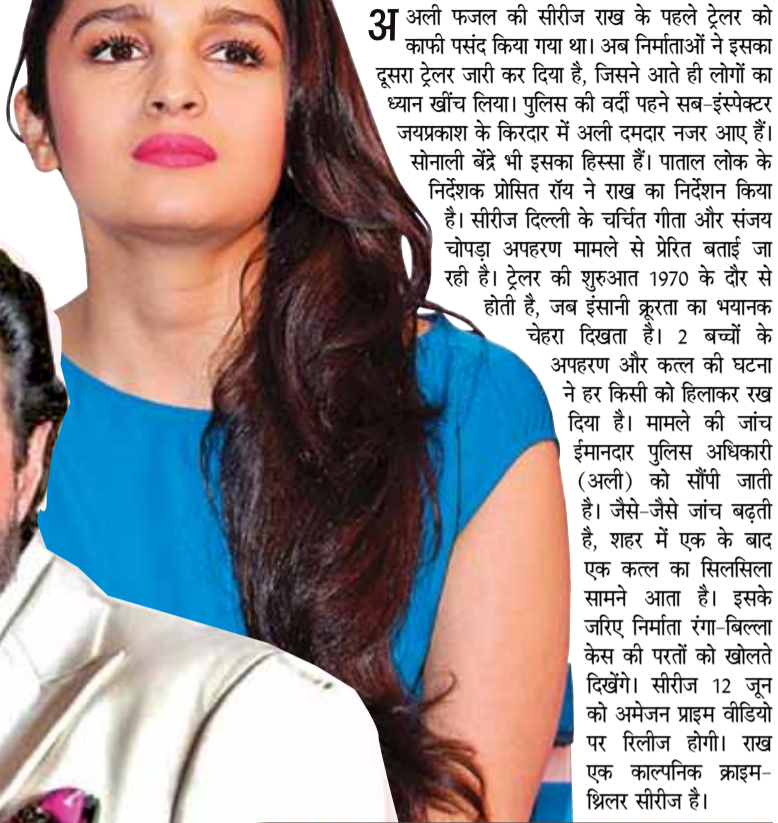 अ अली फजल की सीरीज राख के पहले ट्रेलर को
काफी पसंद किया गया था। अब निर्माताओं ने इसका
दूसरा ट्रेलर जारी कर दिया है, जिसने आते ही लोगों का
ध्यान खींच लिया। पुलिस की वर्दी पहने सब-इंस्पेक्टर
जयप्रकाश के किरदार में अली दमदार नजर आए हैं।
सोनाली बेंद्रे भी इसका हिस्सा हैं। पाताल लोक के
निर्देशक प्रोसित रॉय ने राख का निर्देशन किया
है। सीरीज दिल्ली के चर्चित गीता और संजय
चोपड़ा अपहरण मामले से प्रेरित बताई जा
रही है। ट्रेलर की शुरुआत 1970 के दौर से
होती है, जब इंसानी क्रूरता का भयानक
चेहरा दिखता है। 2 बच्चों के
अपहरण और कत्ल की घटना
ने हर किसी को हिलाकर रख
दिया है। मामले की जांच
ईमानदार पुलिस अधिकारी
(अली) को सौंपी जाती
है। जैसे-जैसे जांच बढ़ती
है, शहर में एक के बाद
एक कत्ल का सिलसिला
सामने आता है। इसके
जरिए निर्माता रंगा-बिल्ला
केस की परतों को खोलते
दिखेंगे। सीरीज 12 जून
को अमेजन प्राइम वीडियो
पर रिलीज होगी। राख
एक काल्पनिक क्राइम-
थ्रिलर सीरीज है।